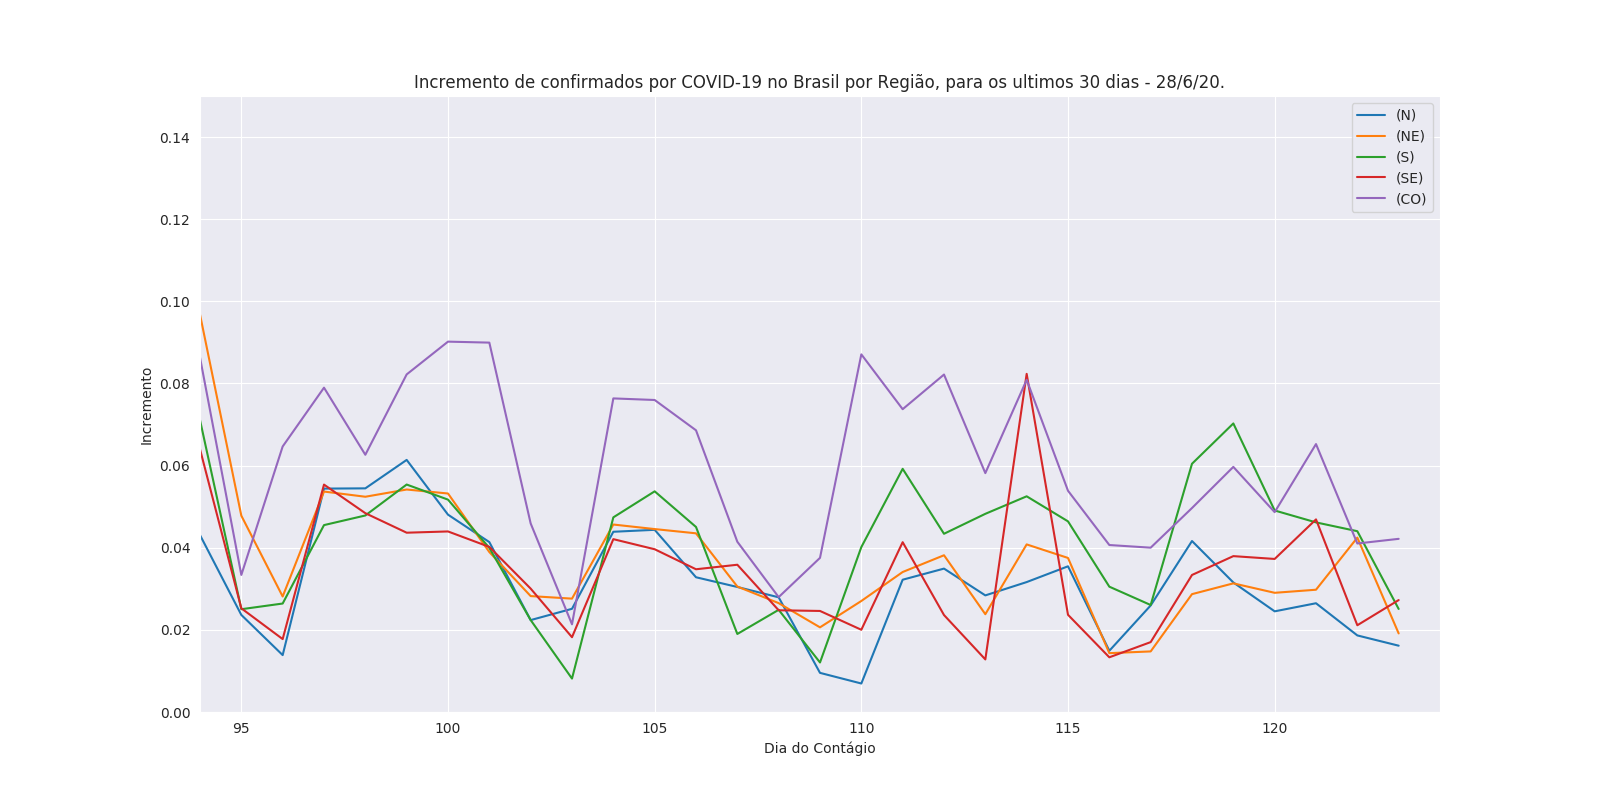 Incremento de confirmados por COVID-19 no Brasil por Região, para os ultimos 30 dias - 28/6/20.
(N)
(NE)
(S)
(SE)
(CO)
0.14
0.12
0.10
0.08
0.06
0.04
0.02
0.00
Incremento
95 100 105 110 115 120
Dia do Contágio